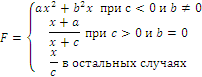 F = { ax² + b²x при c < 0 и b ≠ 0
(x + a)/(x + c) при c > 0 и b = 0
x/c в остальных случаях